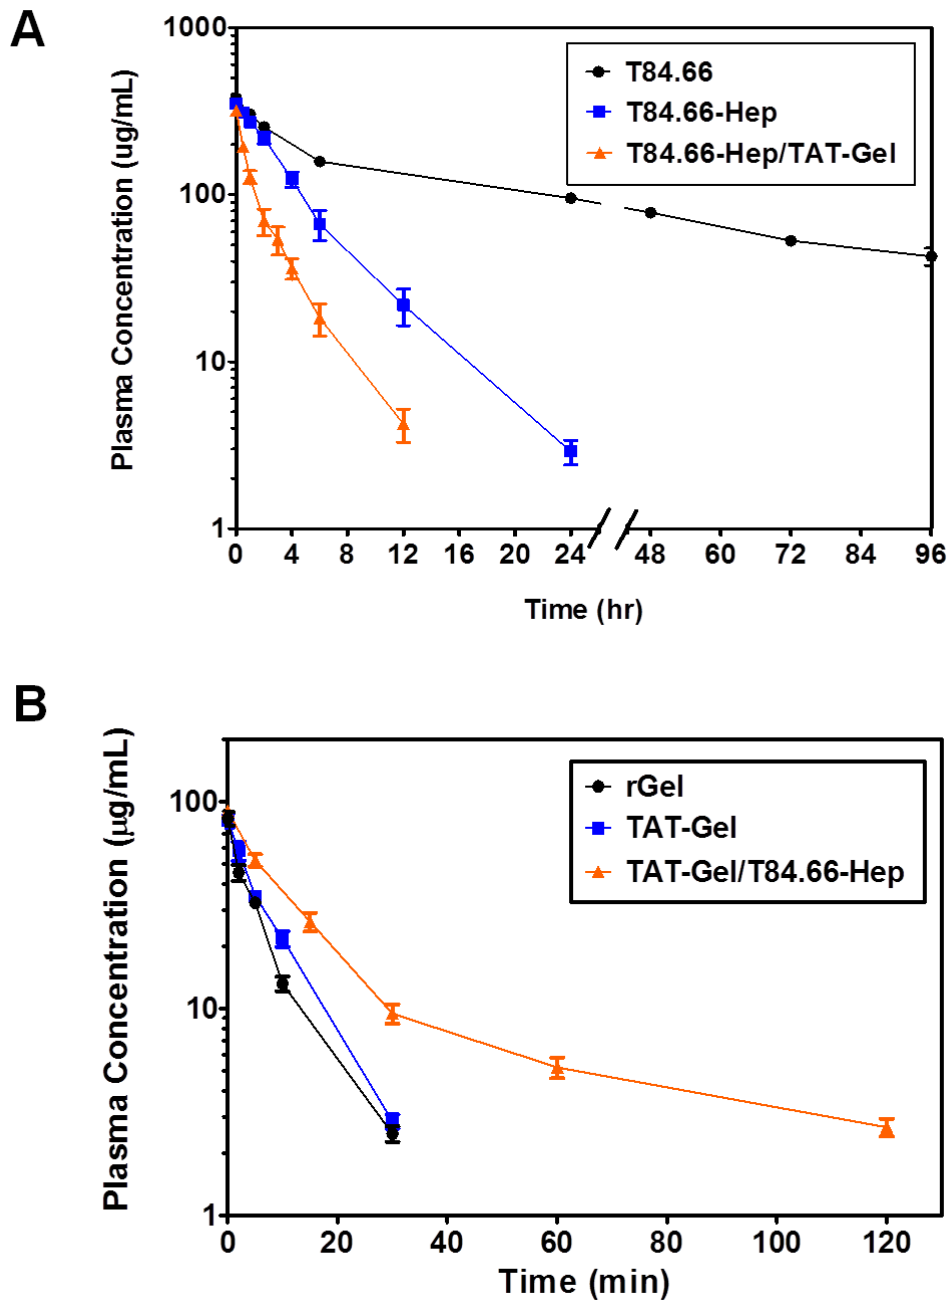 A
1000
100
10
1
Plasma Concentration (ug/mL)
T84.66
T84.66-Hep
T84.66-Hep/TAT-Gel
0 4 8 12 16 20 24 48 60 72 84 96
Time (hr)
B
100
10
1
Plasma Concentration (μg/mL)
rGel
TAT-Gel
TAT-Gel/T84.66-Hep
0 20 40 60 80 100 120
Time (min)